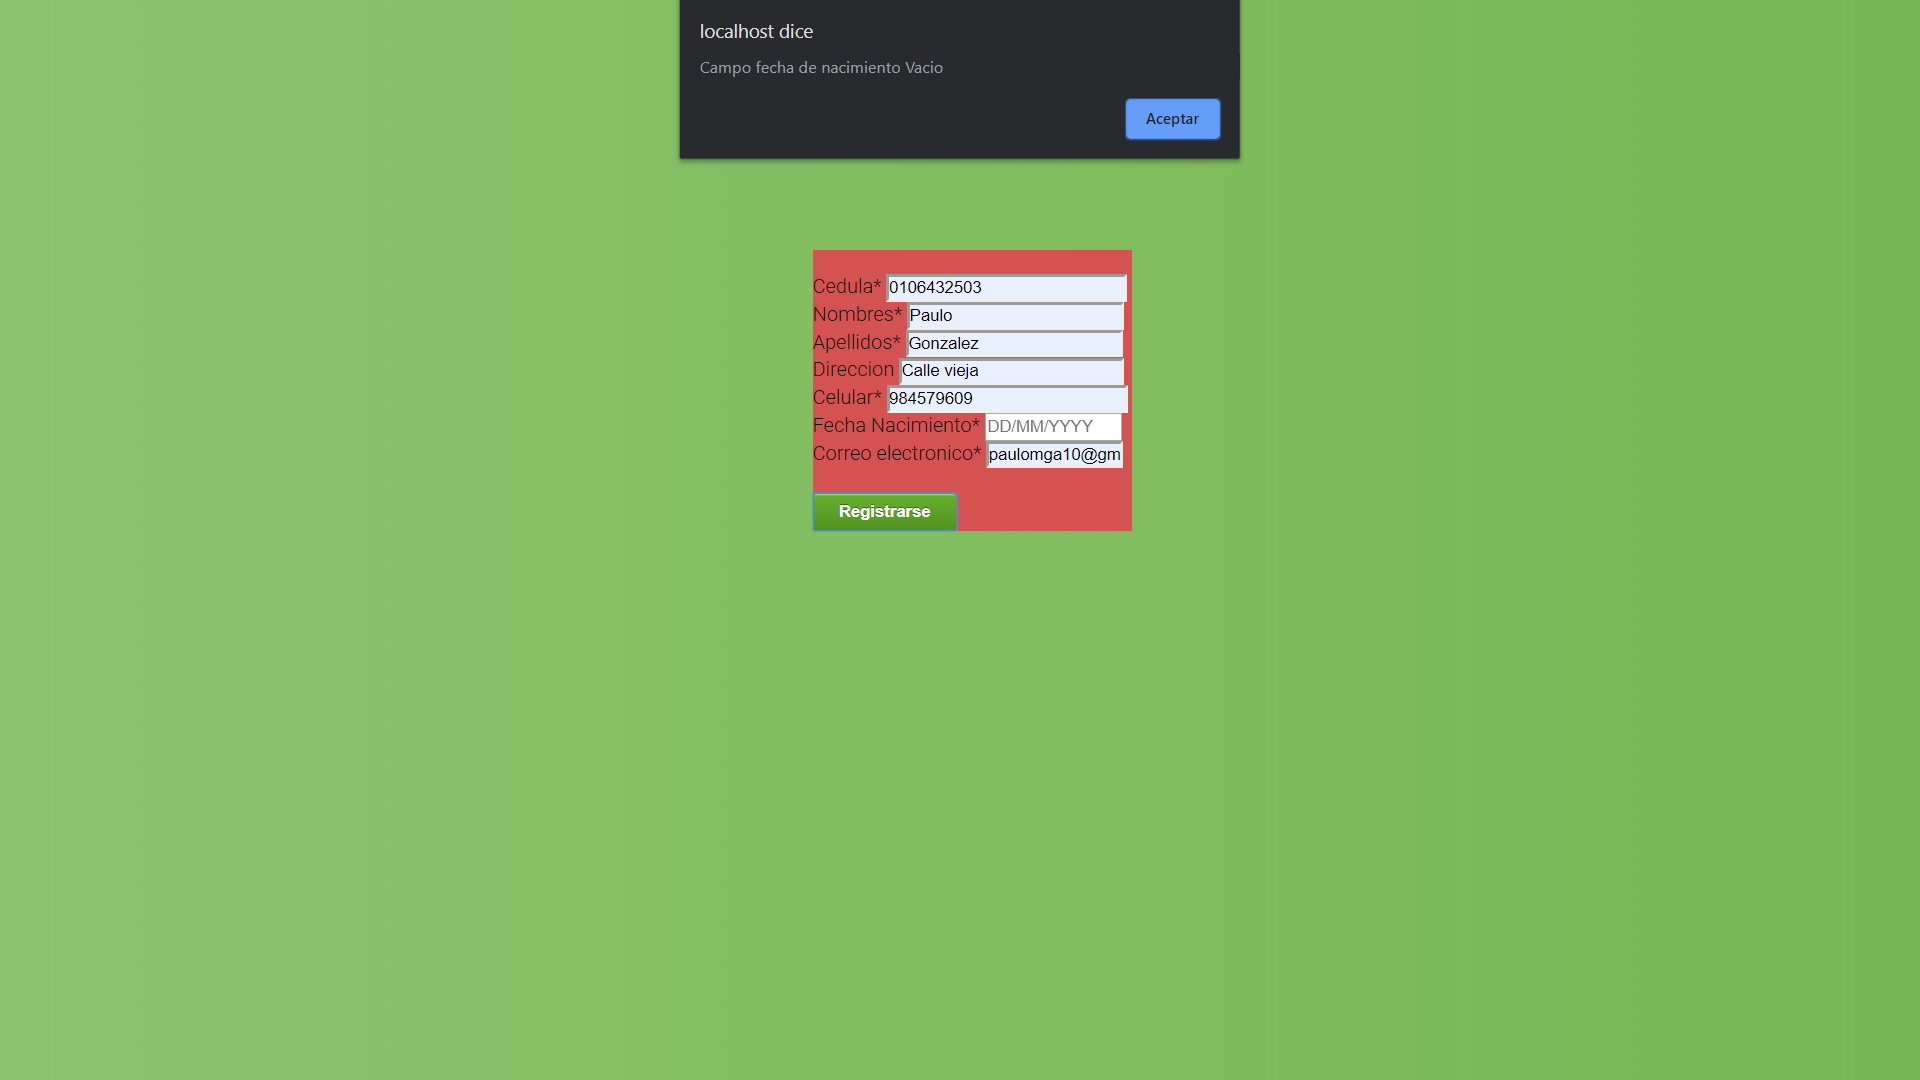 localhost dice
Campo fecha de nacimiento Vacio
Aceptar
Cedula* 0106432503
Nombres* Paulo
Apellidos* Gonzalez
Direccion Calle vieja
Celular* 984579609
Fecha Nacimiento* DD/MM/YYYY
Correo electronico* paulomga10@gm
Registrarse